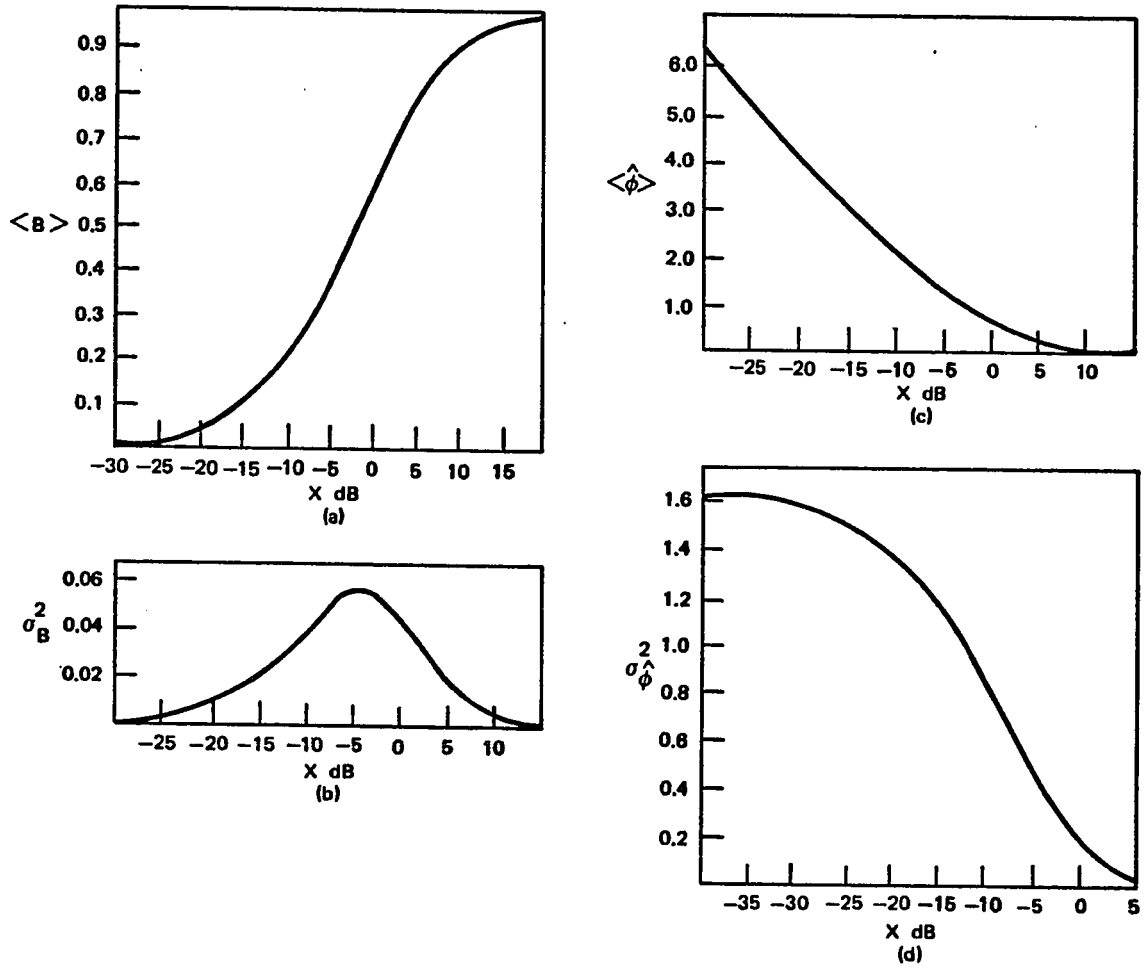 0.9
0.8
0.7
0.6
<B> 0.5
0.4
0.3
0.2
0.1
−30 −25 −20 −15 −10 −5 0 5 10 15
X dB
(a)
0.06
σ²_B 0.04
0.02
−25 −20 −15 −10 −5 0 5 10
X dB
(b)
6.0
5.0
4.0
<φ̂>
3.0
2.0
1.0
−25 −20 −15 −10 −5 0 5 10
X dB
(c)
1.6
1.4
1.2
1.0
σ²_φ̂
0.8
0.6
0.4
0.2
−35 −30 −25 −20 −15 −10 −5 0 5
X dB
(d)